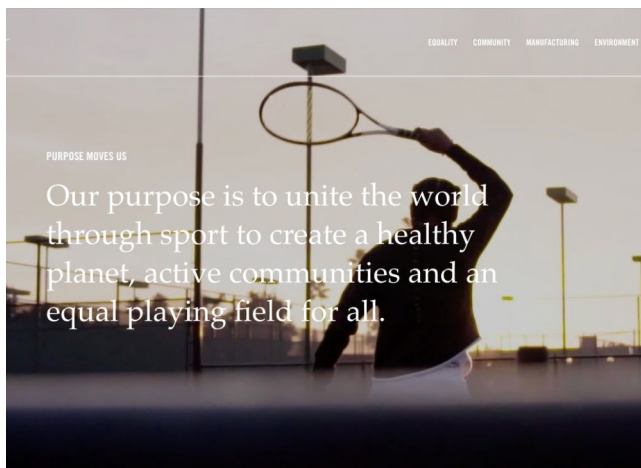 EQUALITY COMMUNITY MANUFACTURING ENVIRONMENT
PURPOSE MOVES US
Our purpose is to unite the world
through sport to create a healthy
planet, active communities and an
equal playing field for all.